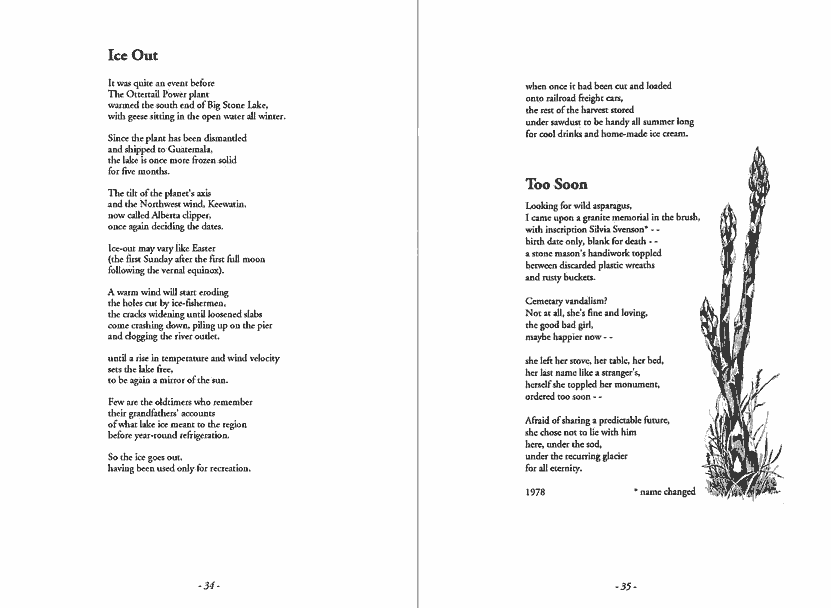 Ice Out
It was quite an event before
The Ottertail Power plant
warmed the south end of Big Stone Lake,
with geese sitting in the open water all winter.
Since the plant has been dismantled
and shipped to Guatemala,
the lake is once more frozen solid
for five months.
The tilt of the planet's axis
and the Northwest wind, Keewatin,
now called Alberta clipper,
once again deciding the dates.
Ice-out may vary like Easter
(the first Sunday after the first full moon
following the vernal equinox).
A warm wind will start eroding
the holes cut by ice-fishermen,
the cracks widening until loosened slabs
come crashing down, piling up on the pier
and clogging the river outlet.
until a rise in temperature and wind velocity
sets the lake free,
to be again a mirror of the sun.
Few are the oldtimers who remember
their grandfathers' accounts
of what lake ice meant to the region
before year-round refrigeration.
So the ice goes out,
having been used only for recreation,
- 34 -
when once it had been cut and loaded
onto railroad freight cars,
the rest of the harvest stored
under sawdust to be handy all summer long
for cool drinks and home-made ice cream.
Too Soon
Looking for wild asparagus,
I came upon a granite memorial in the brush,
with inscription Silvia Svenson* - -
birth date only, blank for death - -
a stone mason's handiwork toppled
between discarded plastic wreaths
and rusty buckets.
Cemetary vandalism?
Not at all, she's fine and loving,
the good bad girl,
maybe happier now - -
she left her stove, her table, her bed,
her last name like a stranger's,
herself she toppled her monument,
ordered too soon - -
Afraid of sharing a predictable future,
she chose not to lie with him
here, under the sod,
under the recurring glacier
for all eternity.
1978 * name changed
- 35 -